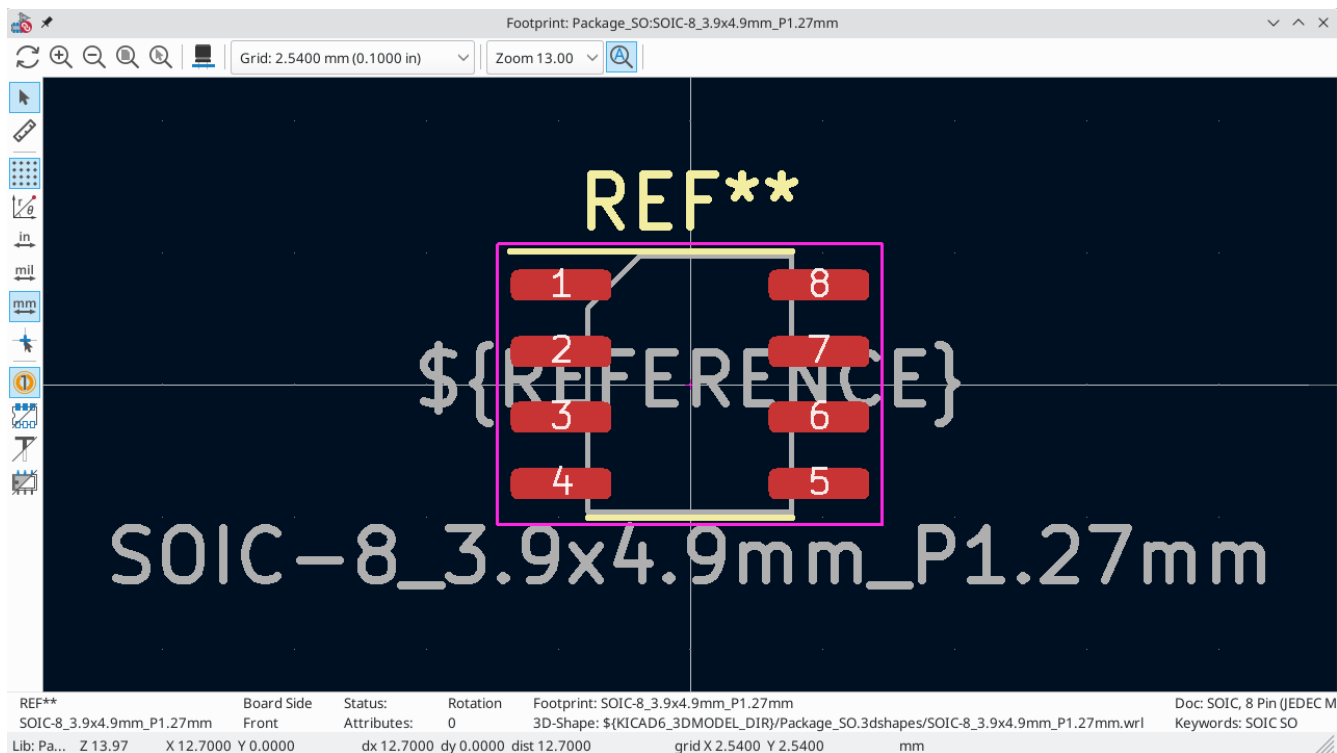 Footprint: Package_SO:SOIC-8_3.9x4.9mm_P1.27mm
Grid: 2.5400 mm (0.1000 in) Zoom 13.00 A
r/θ
in
mil
mm
1
REF**
1 8
2 7
${REFERENCE}
3 6
4 5
SOIC-8_3.9x4.9mm_P1.27mm
REF** Board Side Status: Rotation Footprint: SOIC-8_3.9x4.9mm_P1.27mm Doc: SOIC, 8 Pin (JEDEC M
SOIC-8_3.9x4.9mm_P1.27mm Front Attributes: 0 3D-Shape: ${KICAD6_3DMODEL_DIR}/Package_SO.3dshapes/SOIC-8_3.9x4.9mm_P1.27mm.wrl Keywords: SOIC SO
Lib: Pa... Z 13.97 X 12.7000 Y 0.0000 dx 12.7000 dy 0.0000 dist 12.7000 grid X 2.5400 Y 2.5400 mm